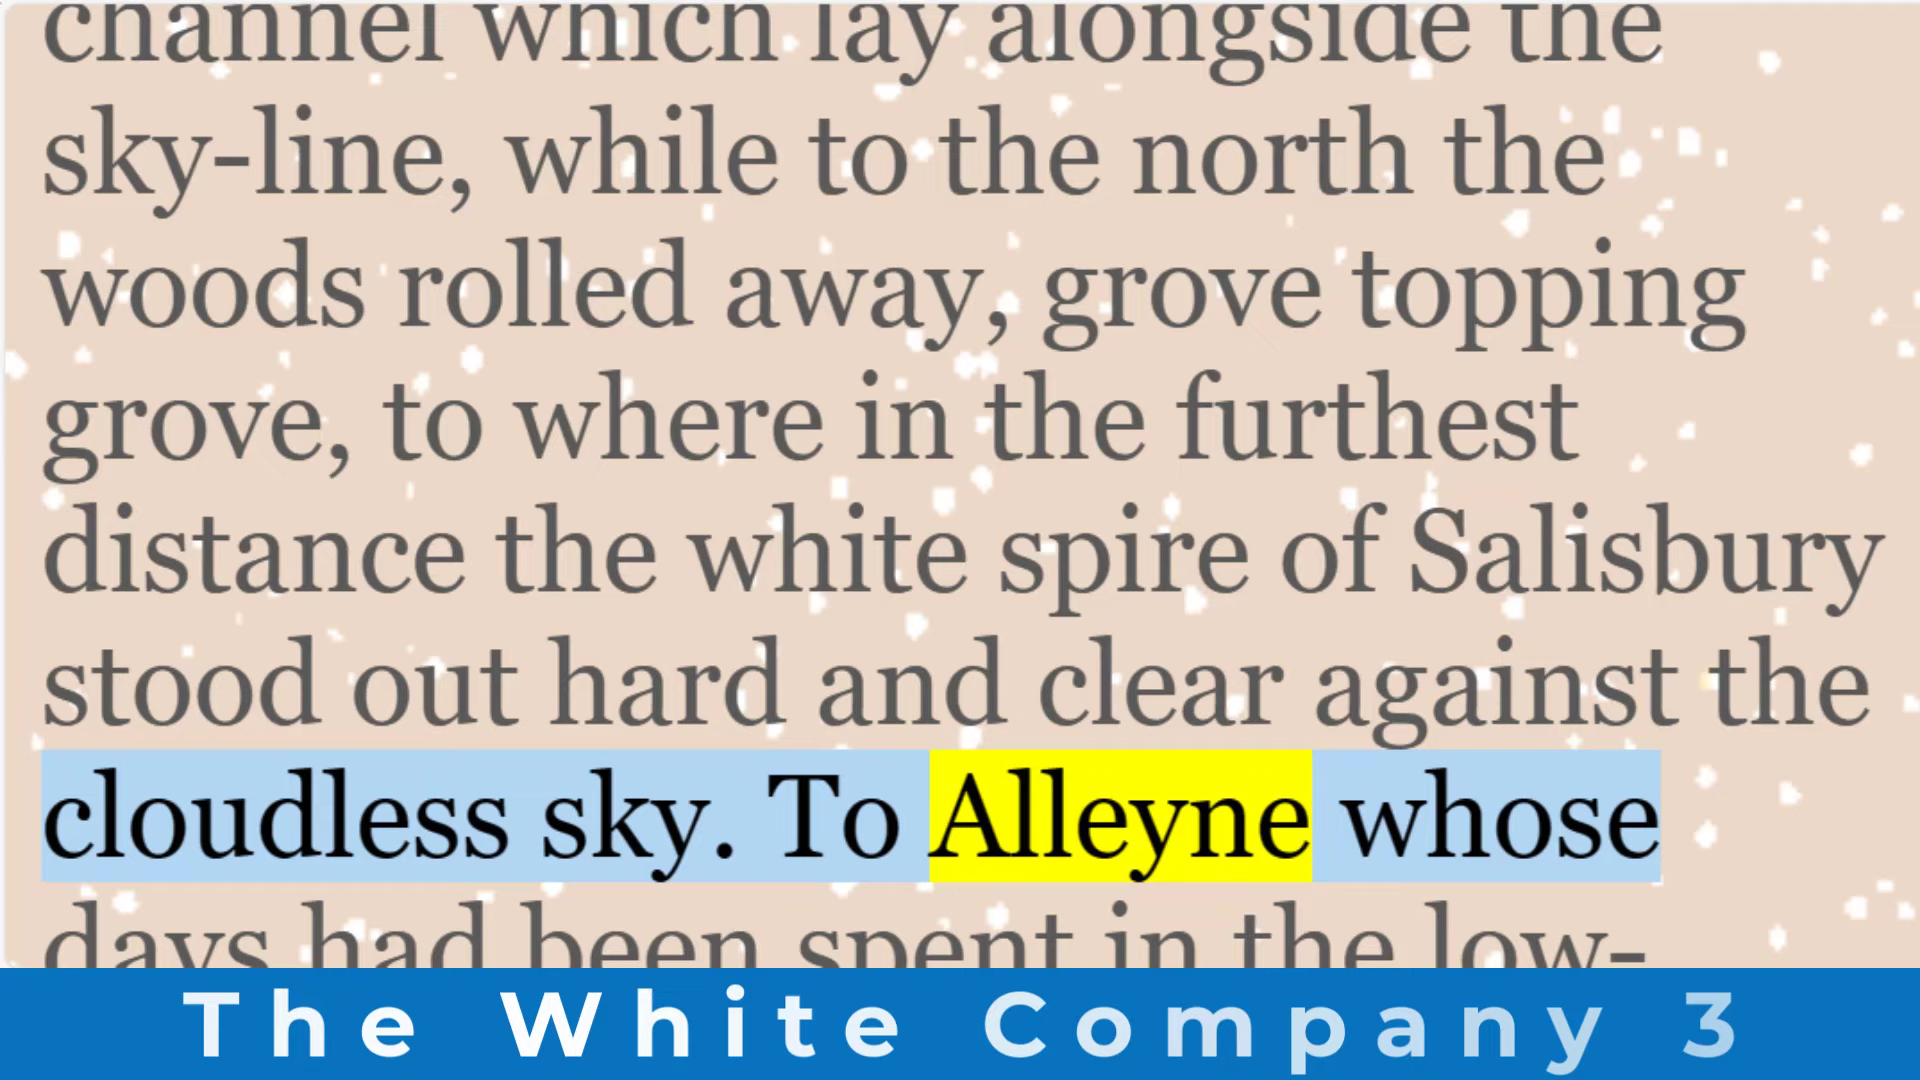 channel which lay alongside the
sky-line, while to the north the
woods rolled away, grove topping
grove, to where in the furthest
distance the white spire of Salisbury
stood out hard and clear against the
cloudless sky. To Alleyne whose
days had been spent in the low-
The White Company 3